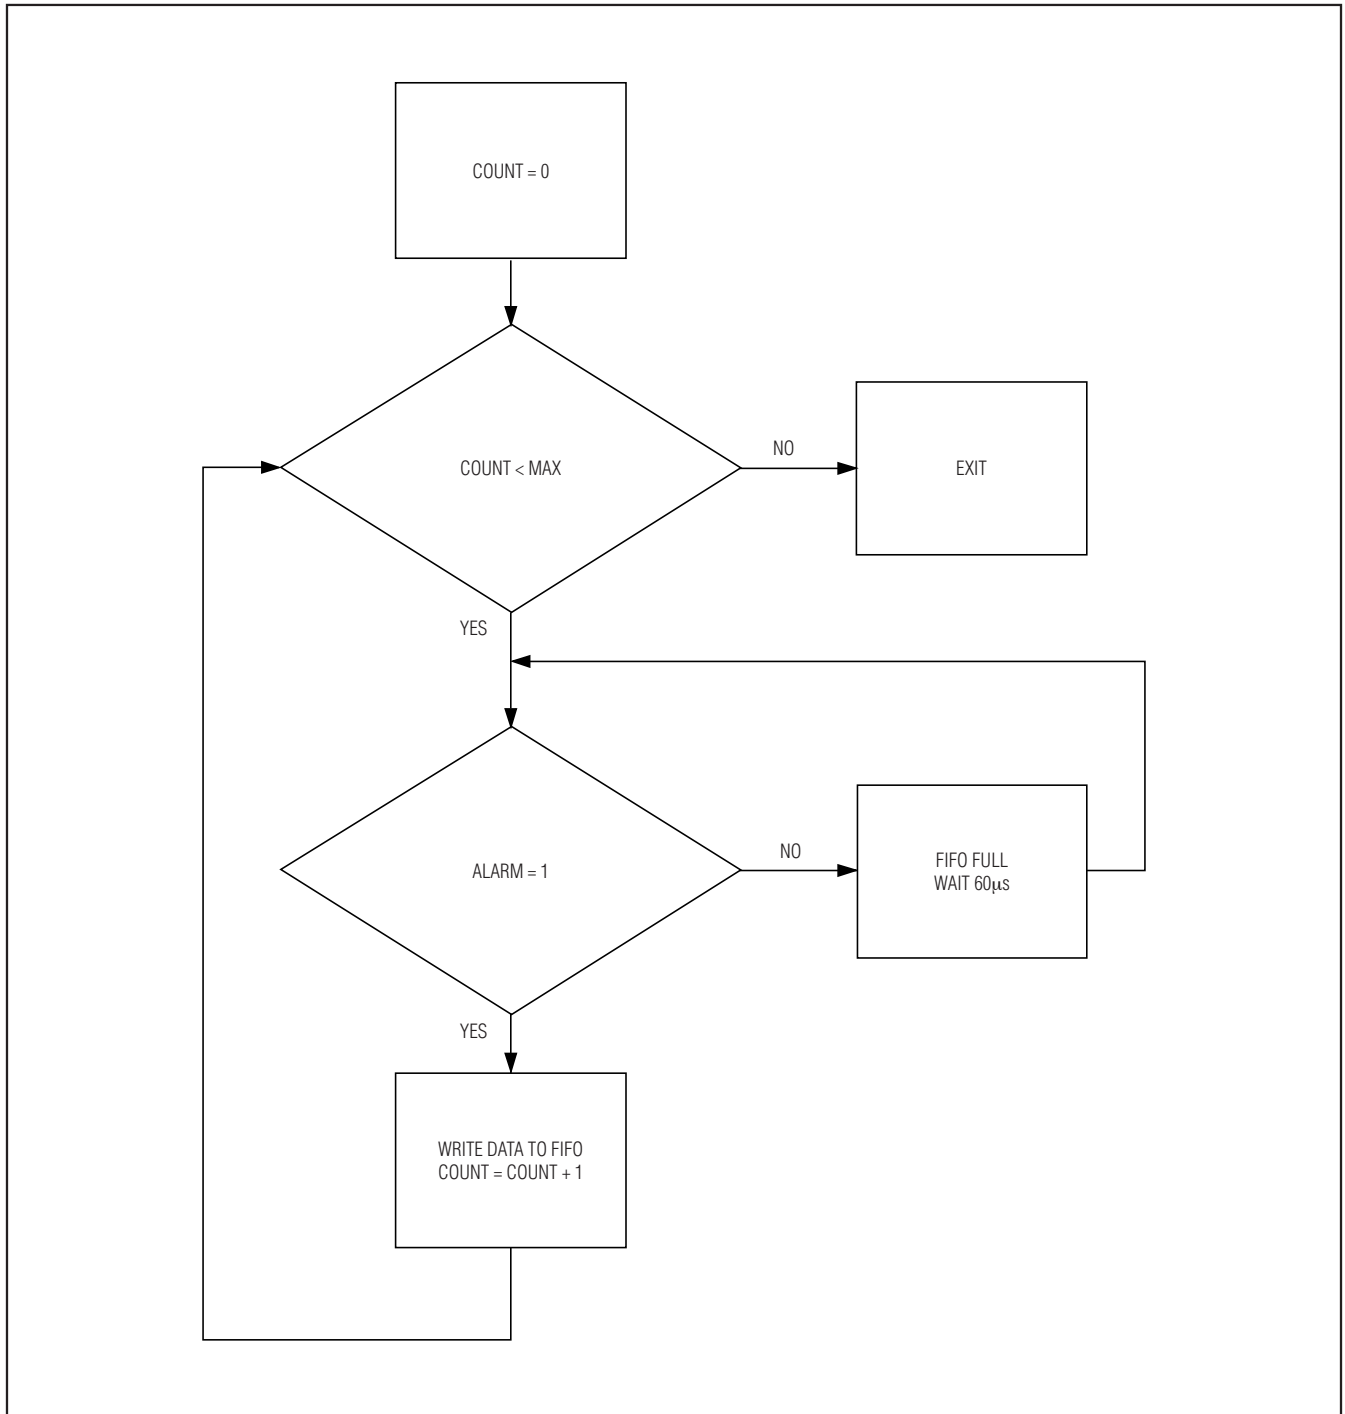 COUNT = 0
COUNT < MAX
NO
EXIT
YES
ALARM = 1
NO
FIFO FULL
WAIT 60μs
YES
WRITE DATA TO FIFO
COUNT = COUNT + 1